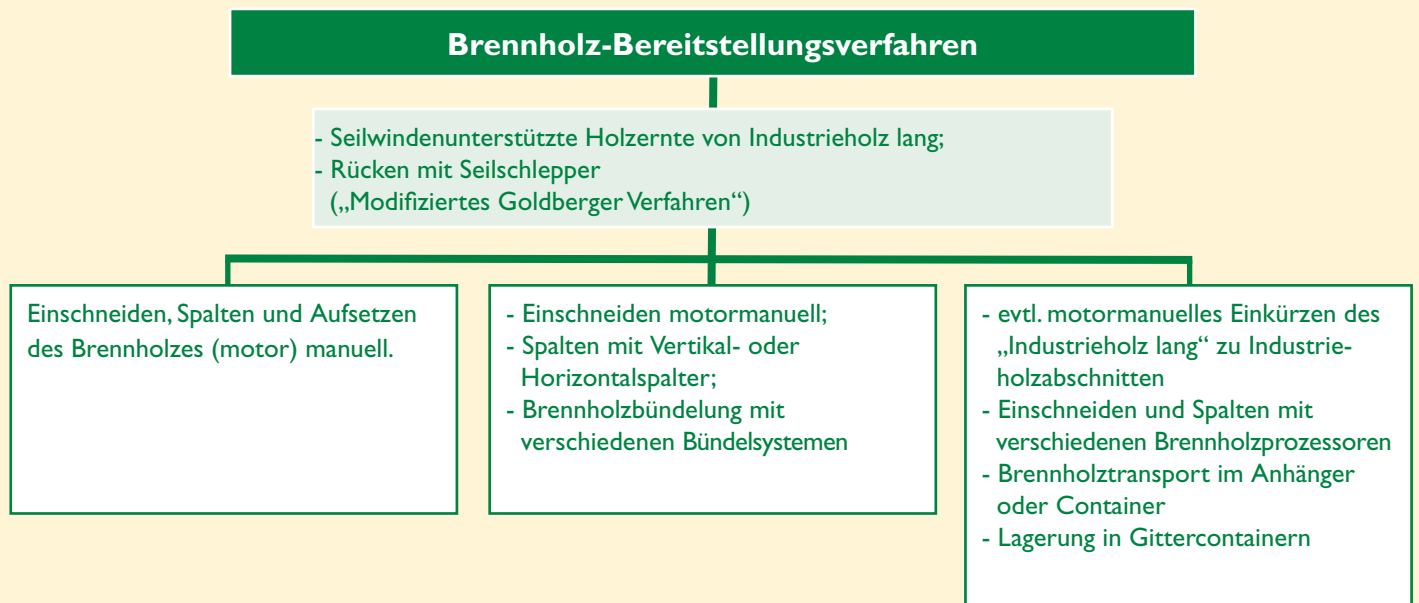 Brennholz-Bereitstellungsverfahren
- Seilwindenunterstützte Holzernte von Industrieholz lang;
- Rücken mit Seilschlepper
(„Modifiziertes Goldberger Verfahren“)
Einschneiden, Spalten und Aufsetzen
des Brennholzes (motor) manuell.
- Einschneiden motormanuell;
- Spalten mit Vertikal- oder
Horizontalspalter;
- Brennholzbündelung mit
verschiedenen Bündelsystemen
- evtl. motormanuelles Einkürzen des
„Industrieholz lang“ zu Industrie-
holzabschnitten
- Einschneiden und Spalten mit
verschiedenen Brennholzprozessoren
- Brennholztransport im Anhänger
oder Container
- Lagerung in Gittercontainern